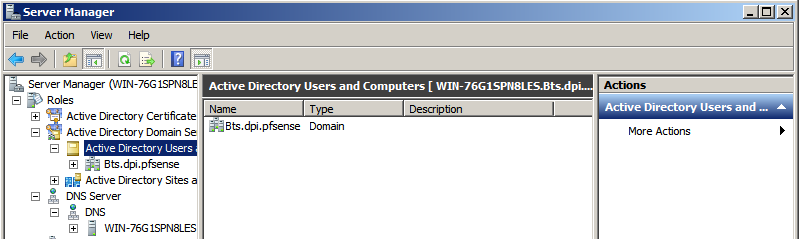 Server Manager
File Action View Help
Server Manager (WIN-76G1SPN8LES
Roles
Active Directory Certificate
Active Directory Domain Se
Active Directory Users a
Bts.dpi.pfsense
Active Directory Sites a
DNS Server
DNS
WIN-76G1SPN8LES
Active Directory Users and Computers [ WIN-76G1SPN8LES.Bts.dpi....
Name Type Description
Bts.dpi.pfsense Domain
Actions
Active Directory Users and ...
More Actions